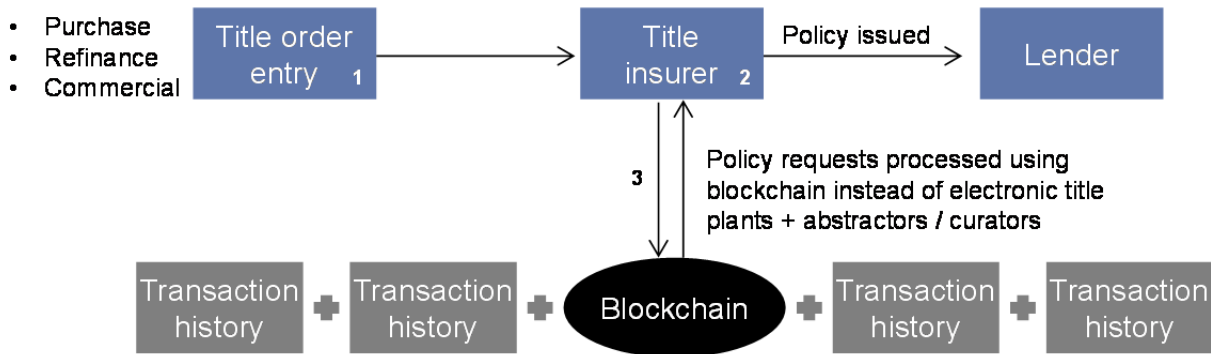 • Purchase
• Refinance
• Commercial
Title order
entry 1
Title
insurer 2
Policy issued
Lender
3
Policy requests processed using
blockchain instead of electronic title
plants + abstractors / curators
Transaction
history
Transaction
history
Blockchain
Transaction
history
Transaction
history